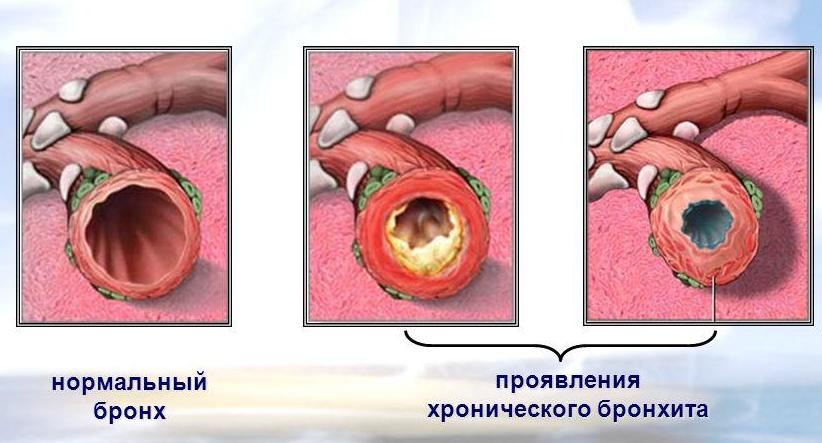 нормальный
бронх
проявления
хронического бронхита